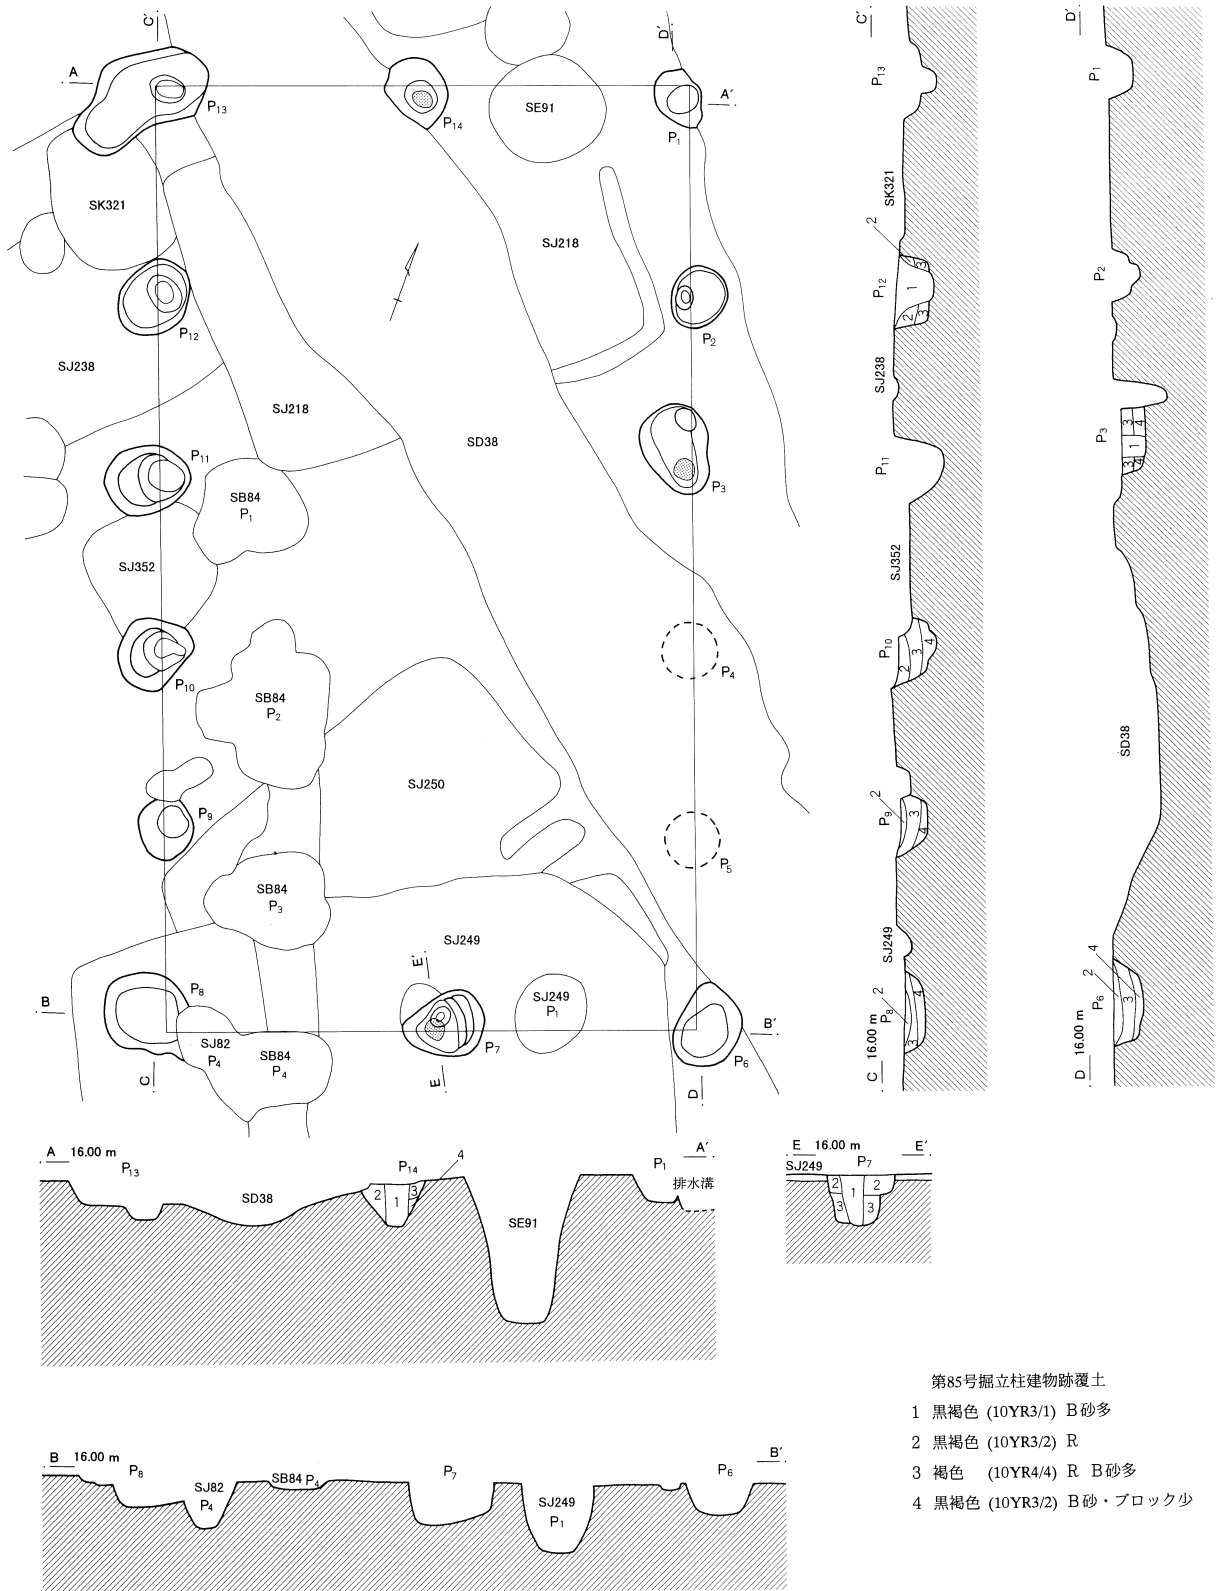 C′
D′
A
P13
P14
SE91
P1
A′
SK321
SJ218
P12
P2
SJ238
SJ218
SD38
P11
SB84
P1
P3
SJ352
P10
SB84
P2
P4
SJ250
P9
P5
SB84
P3
SJ249
E′
B
P8
SJ249
P1
SJ82
P4
SB84
P4
P7
P6
B′
C
E
D
C′
P13
SK321
2
3
P12
1
2
3
SJ238
P11
SJ352
P10
2
3
4
2
P9
3
4
SJ249
2
P8
4
3
C 16.00 m
D′
P1
P2
P3
3
4
1
3
4
SD38
4
2
P6
3
D 16.00 m
A 16.00 m
P13
SD38
P14
4
2
1
3
SE91
P1
排水溝
A′
E 16.00 m
E′
SJ249
P7
2
1
2
3
3
B 16.00 m
P8
SJ82
P4
SB84 P4
P7
SJ249
P1
P6
B′
第85号掘立柱建物跡覆土
1 黒褐色 (10YR3/1) B砂多
2 黒褐色 (10YR3/2) R
3 褐色 (10YR4/4) R B砂多
4 黒褐色 (10YR3/2) B砂・ブロック少